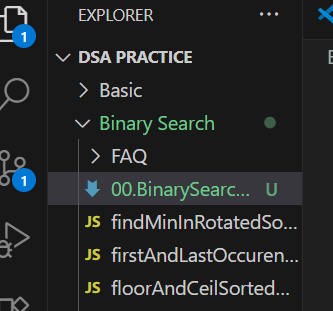 EXPLORER ...
1
DSA PRACTICE
Basic
Binary Search
FAQ
00.BinarySearc... U
1
JS findMinInRotatedSo...
JS firstAndLastOccuren...
JS floorAndCeilSorted...